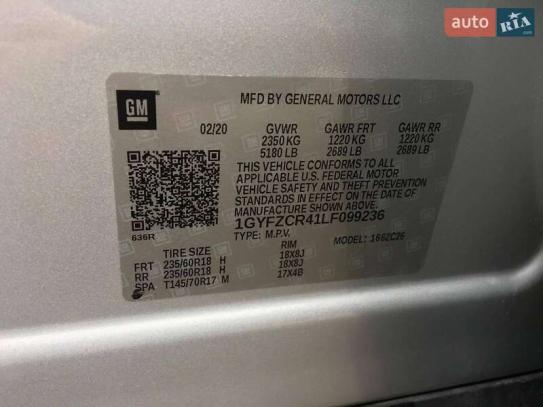 auto RIA
.com
GM
MFD BY GENERAL MOTORS LLC
02/20 GVWR GAWR FRT GAWR RR
2350 KG 1220 KG 1220 KG
5180 LB 2689 LB 2689 LB
THIS VEHICLE CONFORMS TO ALL
APPLICABLE U.S. FEDERAL MOTOR
VEHICLE SAFETY AND THEFT PREVENTION
STANDARDS IN EFFECT ON THE DATE OF
MANUFACTURE SHOWN ABOVE.
636R 1GYFZCR41LF099236
TYPE: M.P.V. MODEL: 166ZC26
TIRE SIZE RIM
FRT 235/60R18 H 18X8J
RR 235/60R18 H 18X8J
SPA T145/70R17 M 17X4B